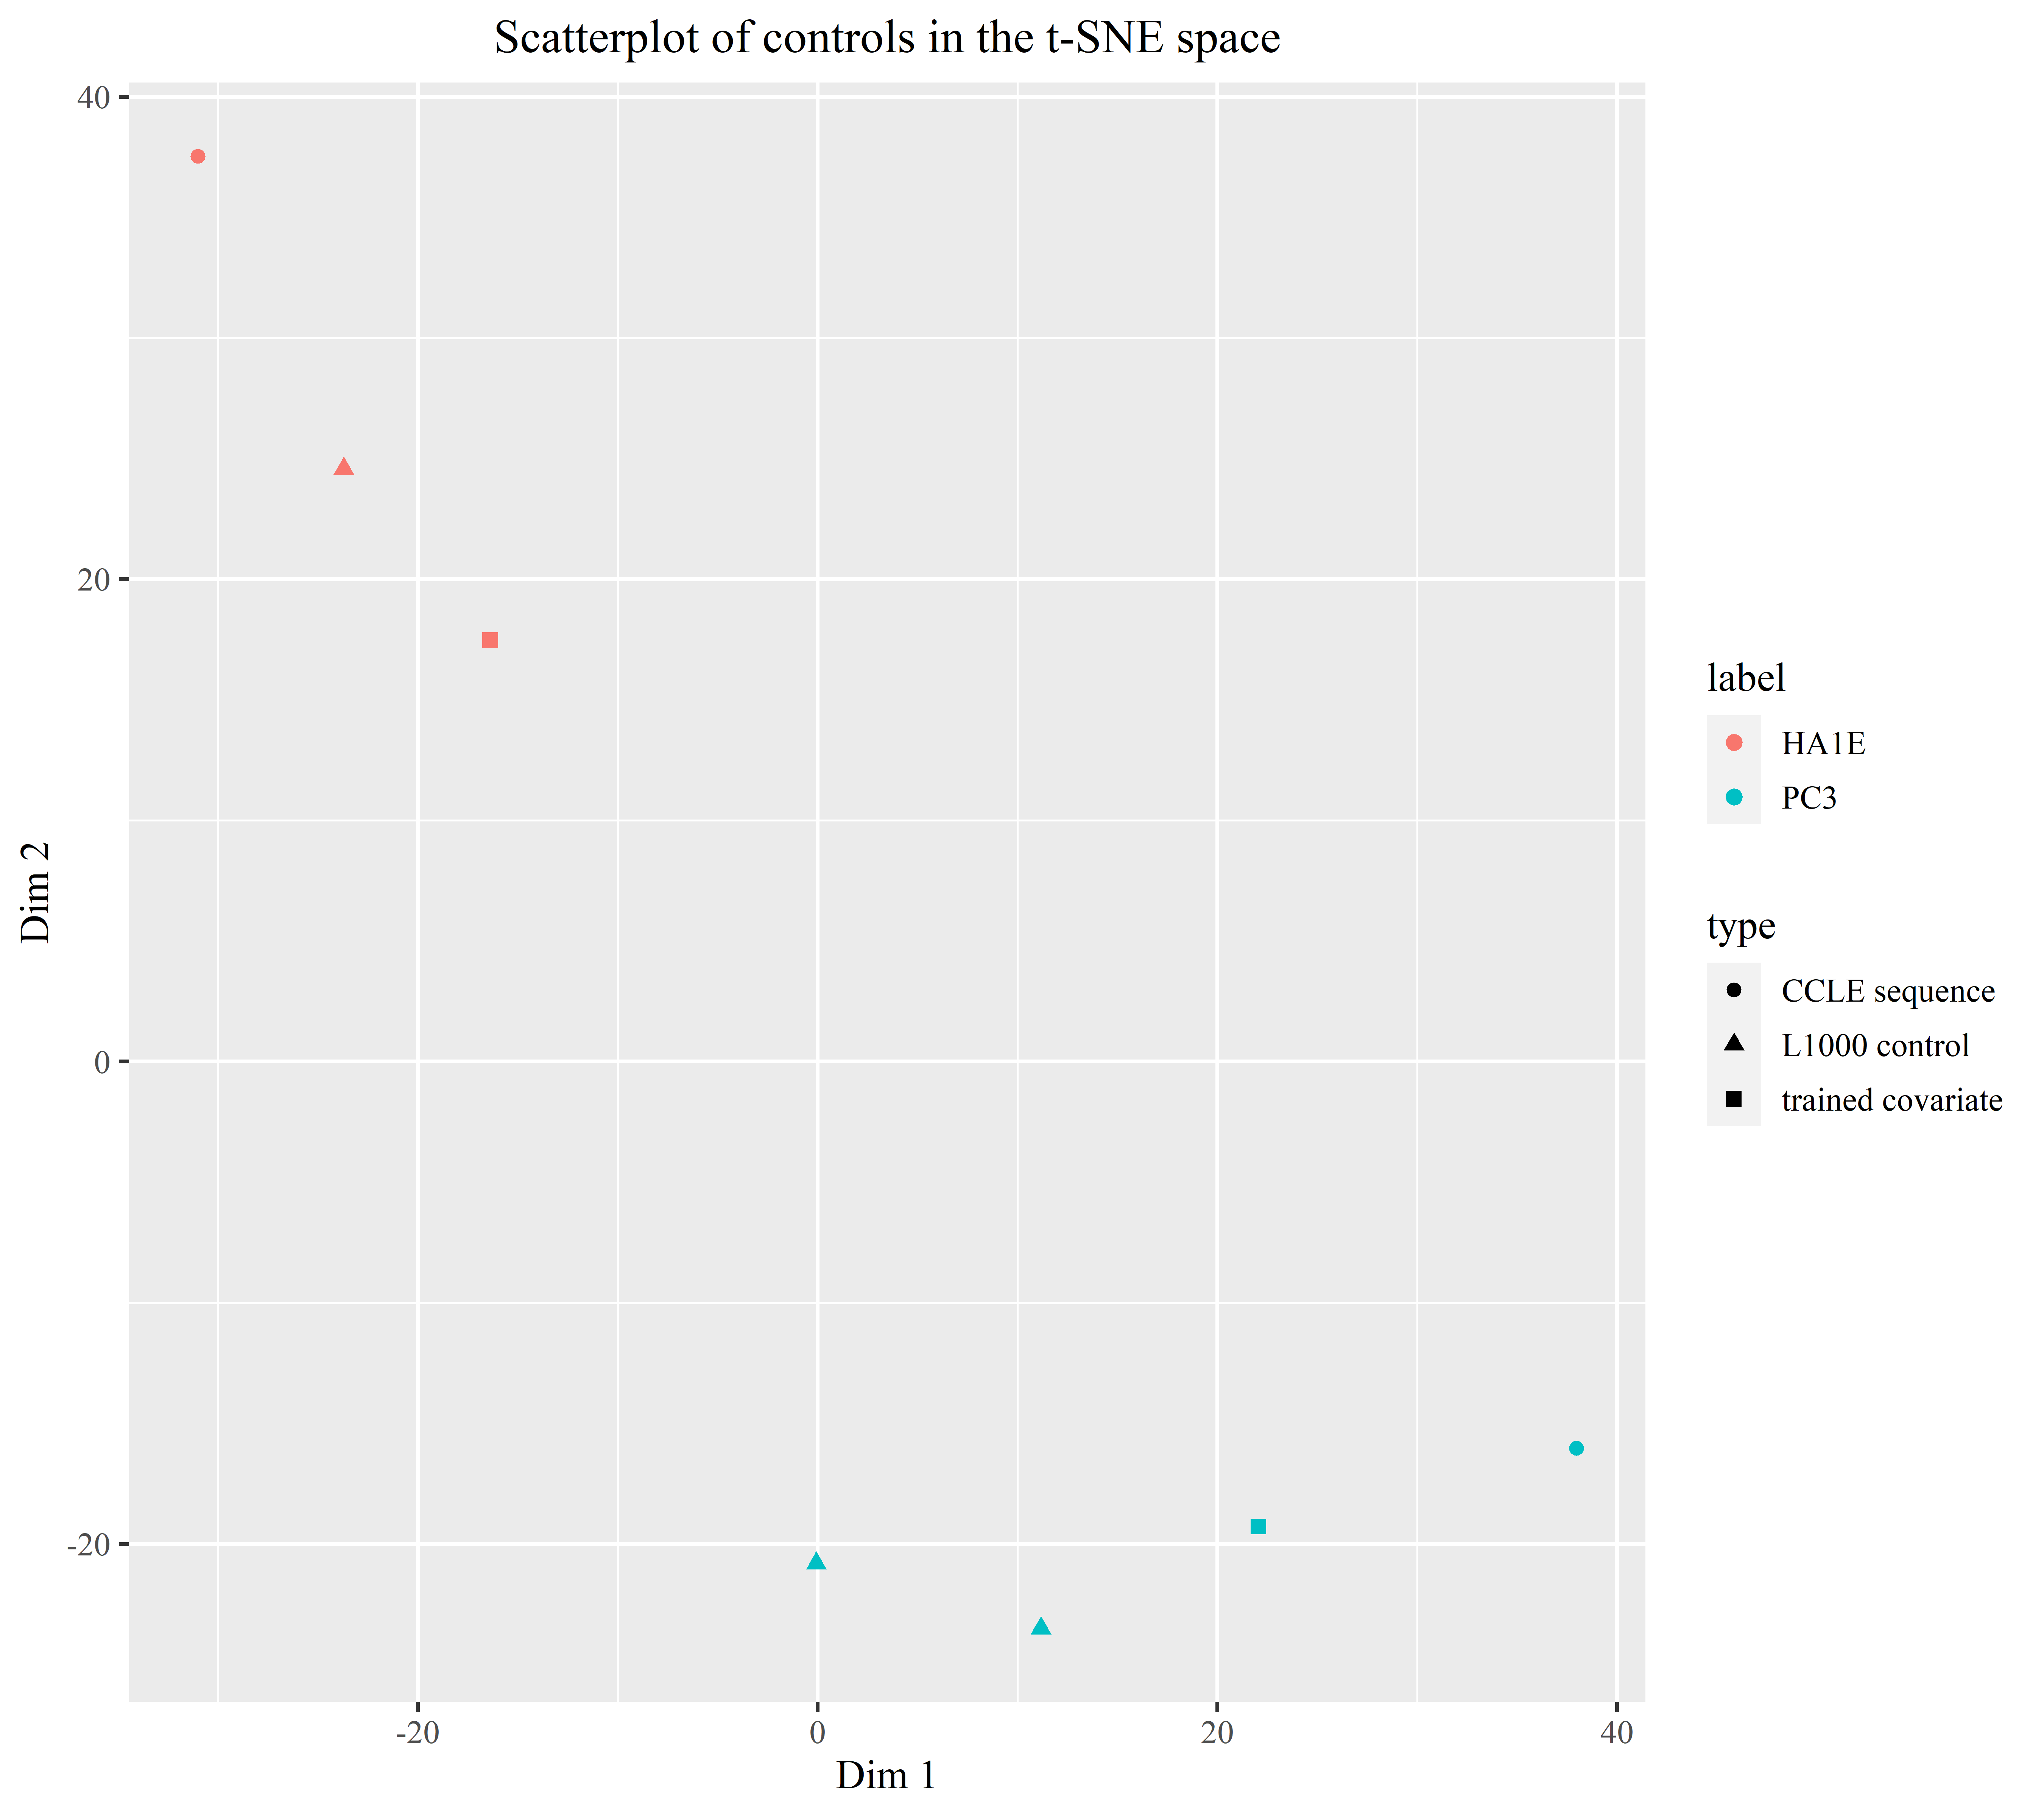 Scatterplot of controls in the t-SNE space
40
20
0
-20
Dim 2
-20
0
20
40
Dim 1
label
HA1E
PC3
type
CCLE sequence
L1000 control
trained covariate